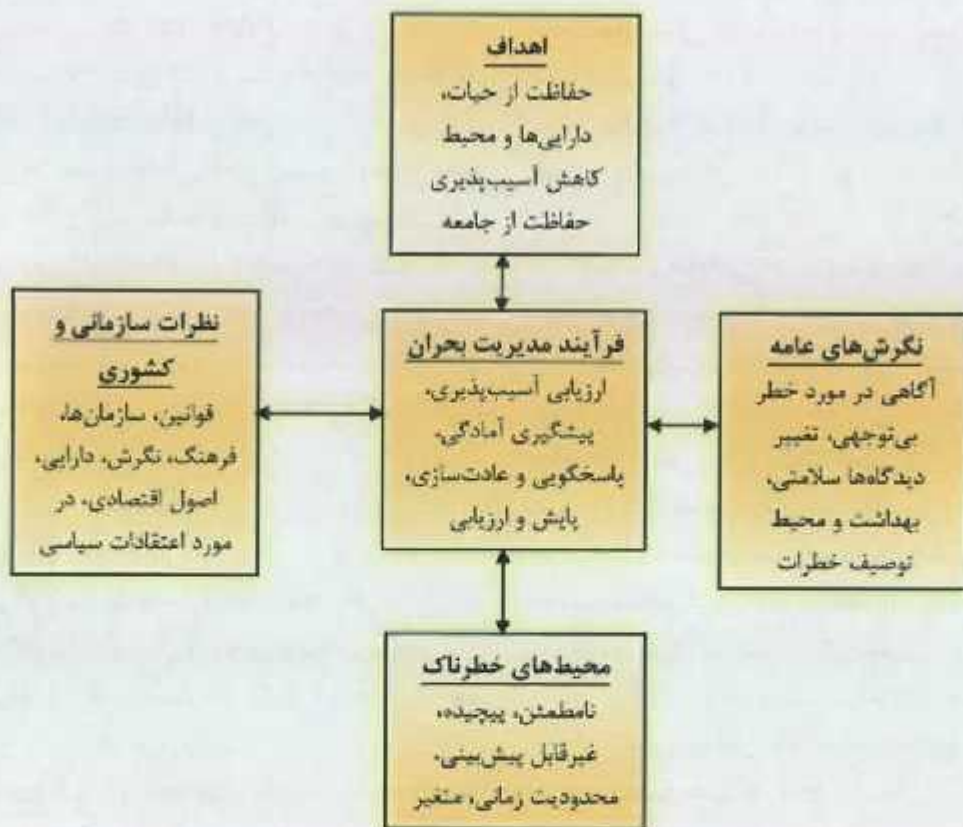 اهداف
حفاظت از حیات،
دارایی‌ها و محیط
کاهش آسیب‌پذیری
حفاظت از جامعه
نگرش‌های عامه
آگاهی در مورد خطر
بی‌توجهی، تغییر
دیدگاه‌ها سلامتی،
بهداشت و محیط
توصیف خطرات
فرآیند مدیریت بحران
ارزیابی آسیب‌پذیری،
پیشگیری آمادگی،
پاسخگویی و عادت‌سازی،
پایش و ارزیابی
نظرات سازمانی و
کشوری
قوانین، سازمان‌ها،
فرهنگ، نگرش، دارایی،
اصول اقتصادی، در
مورد اعتقادات سیاسی
محیط‌های خطرناک
نامطمئن، پیچیده،
غیرقابل پیش‌بینی،
محدودیت زمانی، متغیر